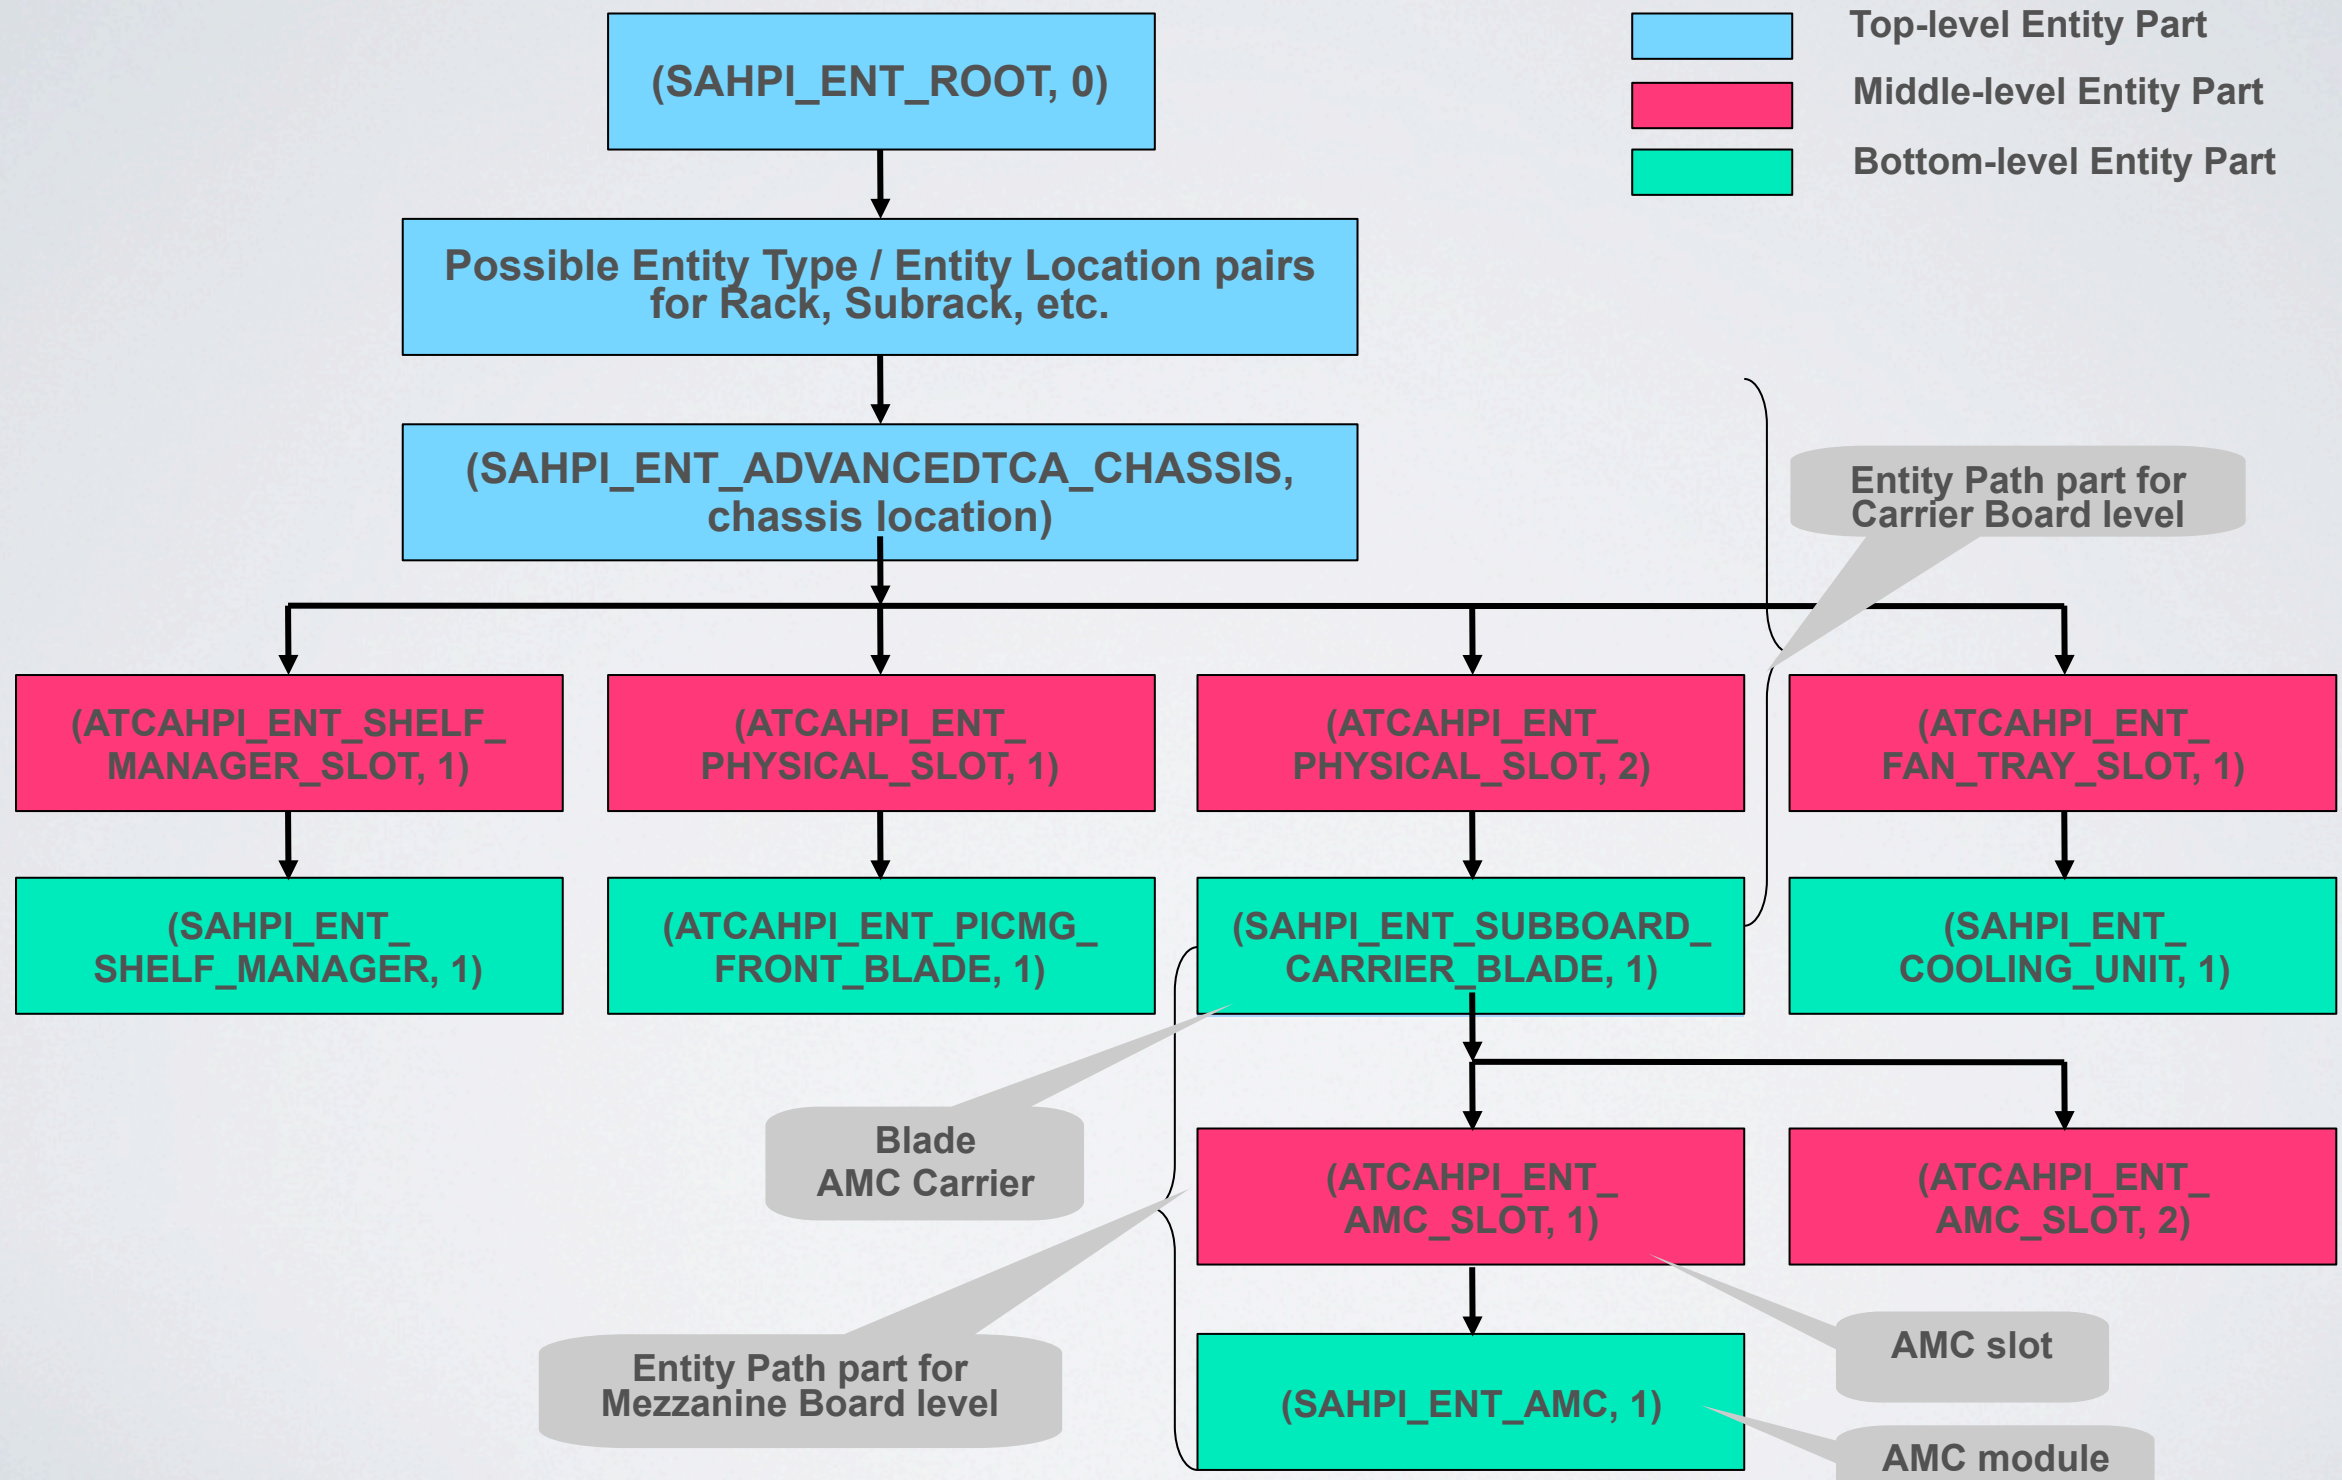 (SAHPI_ENT_ROOT, 0)
Top-level Entity Part
Middle-level Entity Part
Bottom-level Entity Part
Possible Entity Type / Entity Location pairs
for Rack, Subrack, etc.
(SAHPI_ENT_ADVANCEDTCA_CHASSIS,
chassis location)
Entity Path part for
Carrier Board level
(ATCAHPI_ENT_SHELF_
MANAGER_SLOT, 1)
(ATCAHPI_ENT_
PHYSICAL_SLOT, 1)
(ATCAHPI_ENT_
PHYSICAL_SLOT, 2)
(ATCAHPI_ENT_
FAN_TRAY_SLOT, 1)
(SAHPI_ENT_
SHELF_MANAGER, 1)
(ATCAHPI_ENT_PICMG_
FRONT_BLADE, 1)
(SAHPI_ENT_SUBBOARD_
CARRIER_BLADE, 1)
(SAHPI_ENT_
COOLING_UNIT, 1)
Blade
AMC Carrier
(ATCAHPI_ENT_
AMC_SLOT, 1)
(ATCAHPI_ENT_
AMC_SLOT, 2)
Entity Path part for
Mezzanine Board level
AMC slot
(SAHPI_ENT_AMC, 1)
AMC module